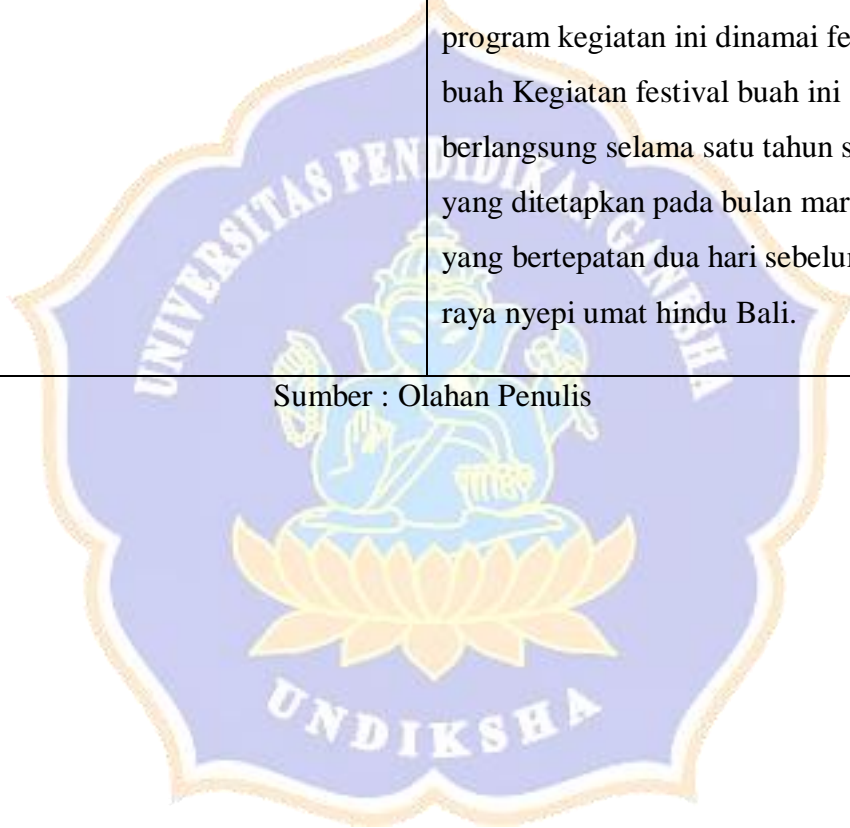 program kegiatan ini dinamai fe
buah Kegiatan festival buah ini
berlangsung selama satu tahun s
yang ditetapkan pada bulan mar
yang bertepatan dua hari sebelu
raya nyepi umat hindu Bali.
Sumber : Olahan Penulis
UNIVERSITAS PENDIDIKAN GANESHA
UNDIKSHA